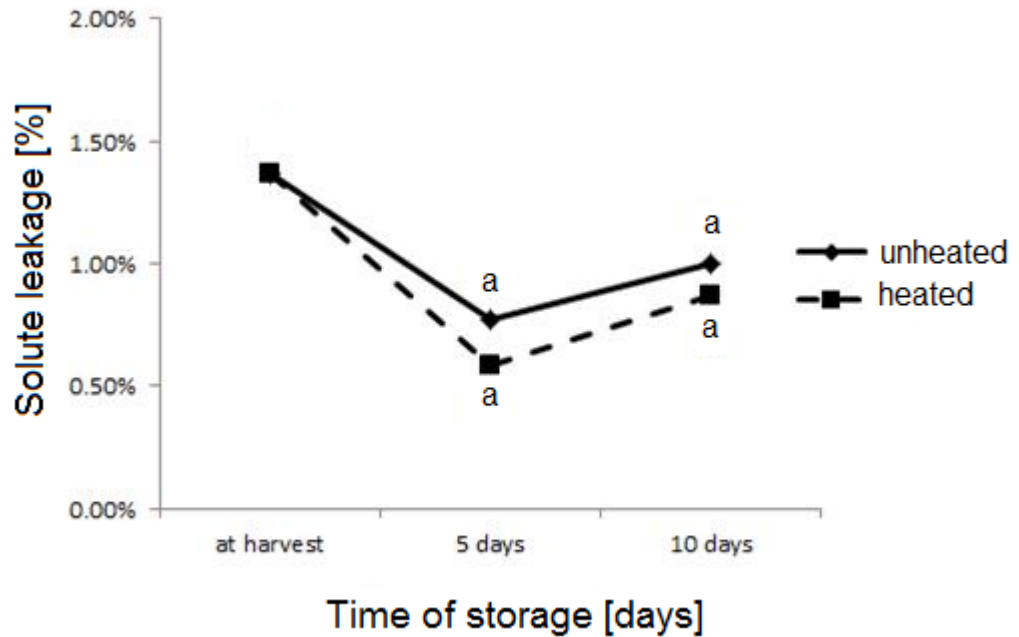 2.00%
1.50%
1.00%
0.50%
0.00%
Solute leakage [%]
a
a
a
a
unheated
heated
at harvest 5 days 10 days
Time of storage [days]